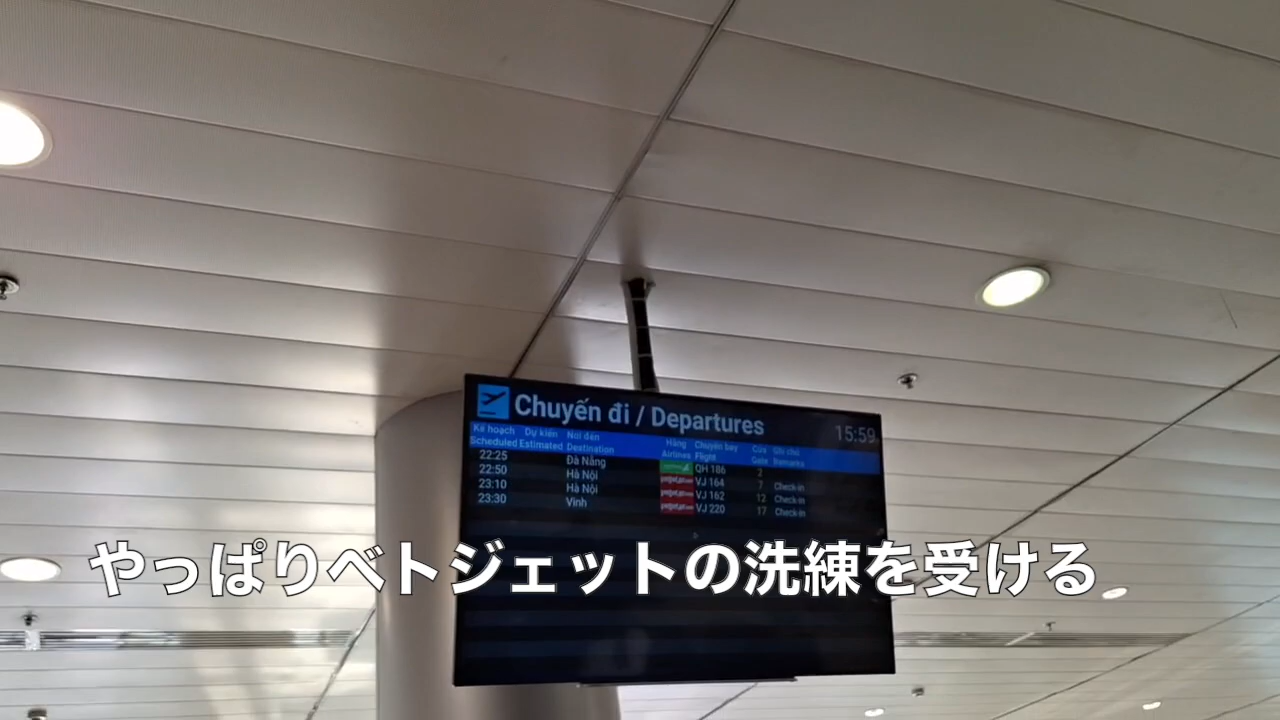 Chuyến đi / Departures
15:59
Kế hoạch Dự kiến Nơi đến Hãng Chuyến bay Cửa Ghi chú
Scheduled Estimated Destination Airlines Flight Gate Remarks
22:25 Đà Nẵng QH 186 2
22:50 Hà Nội vietjet VJ 164 7 Check-in
23:10 Hà Nội vietjet VJ 162 12 Check-in
23:30 Vinh vietjet VJ 220 17 Check-in
やっぱりベトジェットの洗練を受ける